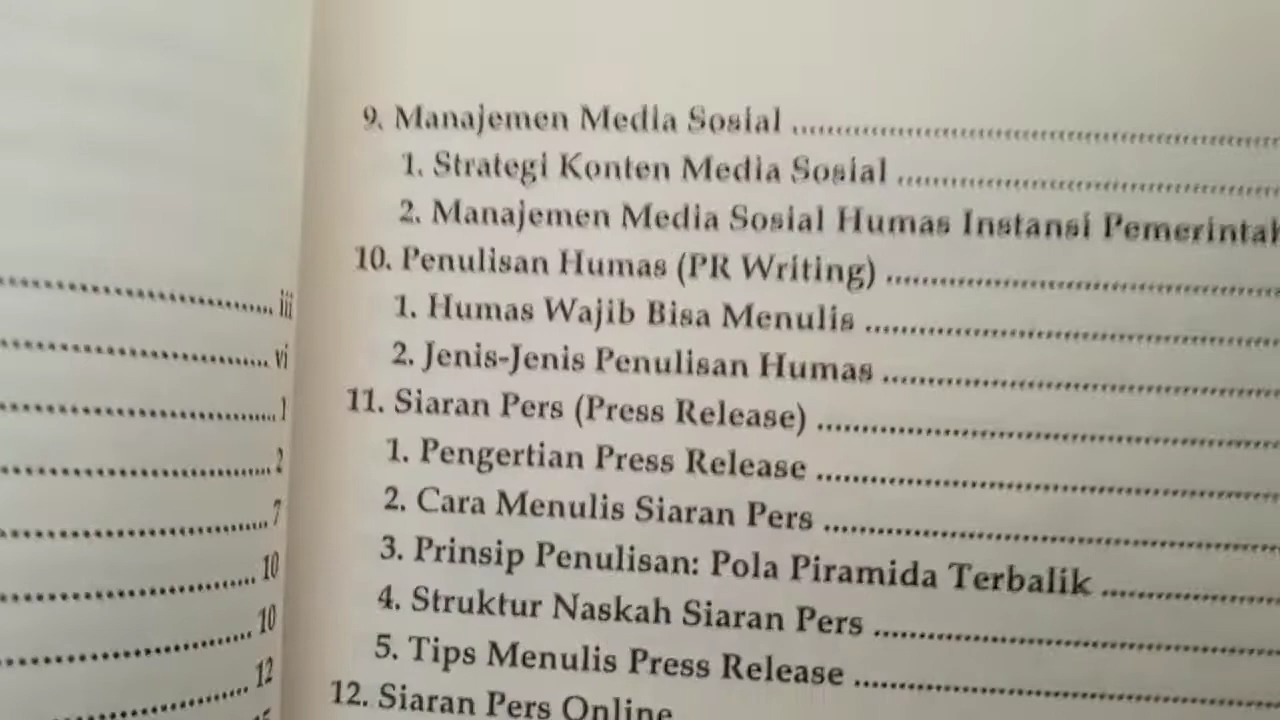 iii
vi
1
2
7
10
10
12
9. Manajemen Media Sosial
1. Strategi Konten Media Sosial
2. Manajemen Media Sosial Humas Instansi Pemerintah
10. Penulisan Humas (PR Writing)
1. Humas Wajib Bisa Menulis
2. Jenis-Jenis Penulisan Humas
11. Siaran Pers (Press Release)
1. Pengertian Press Release
2. Cara Menulis Siaran Pers
3. Prinsip Penulisan: Pola Piramida Terbalik
4. Struktur Naskah Siaran Pers
5. Tips Menulis Press Release
12. Siaran Pers Online